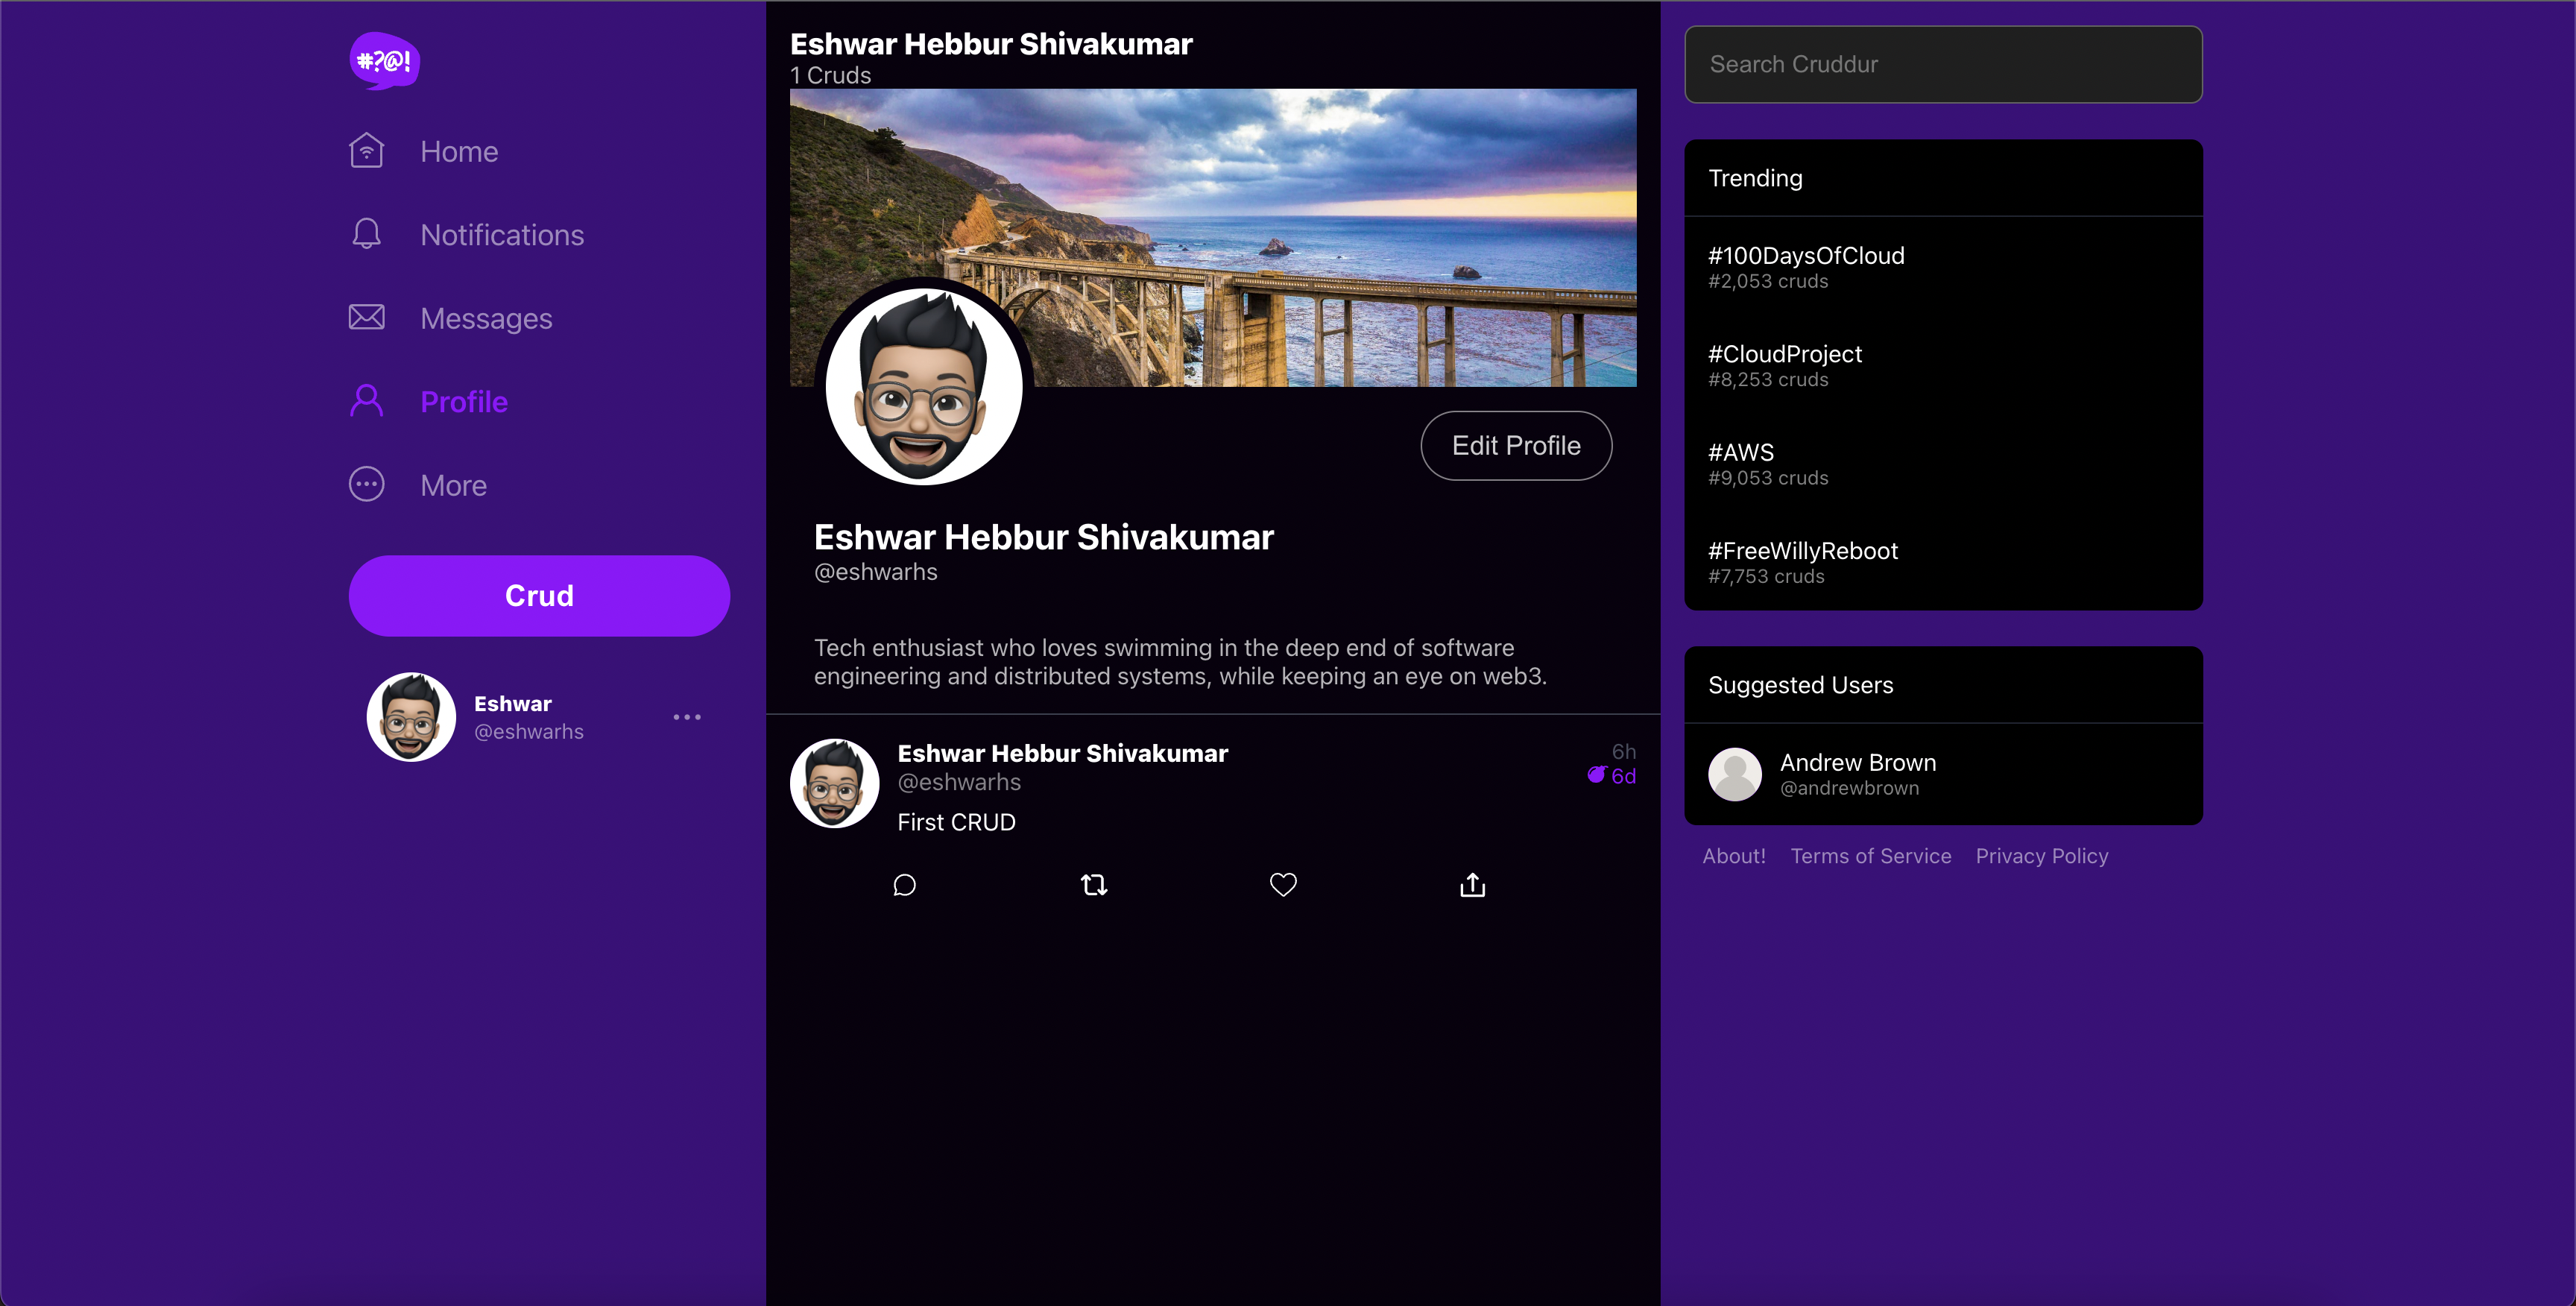 #?@!
Home
Notifications
Messages
Profile
More
Crud
Eshwar
@eshwarhs
Eshwar Hebbur Shivakumar
1 Cruds
Edit Profile
Eshwar Hebbur Shivakumar
@eshwarhs
Tech enthusiast who loves swimming in the deep end of software
engineering and distributed systems, while keeping an eye on web3.
Eshwar Hebbur Shivakumar
@eshwarhs
6h
6d
First CRUD
Search Cruddur
Trending
#100DaysOfCloud
#2,053 cruds
#CloudProject
#8,253 cruds
#AWS
#9,053 cruds
#FreeWillyReboot
#7,753 cruds
Suggested Users
Andrew Brown
@andrewbrown
About! Terms of Service Privacy Policy